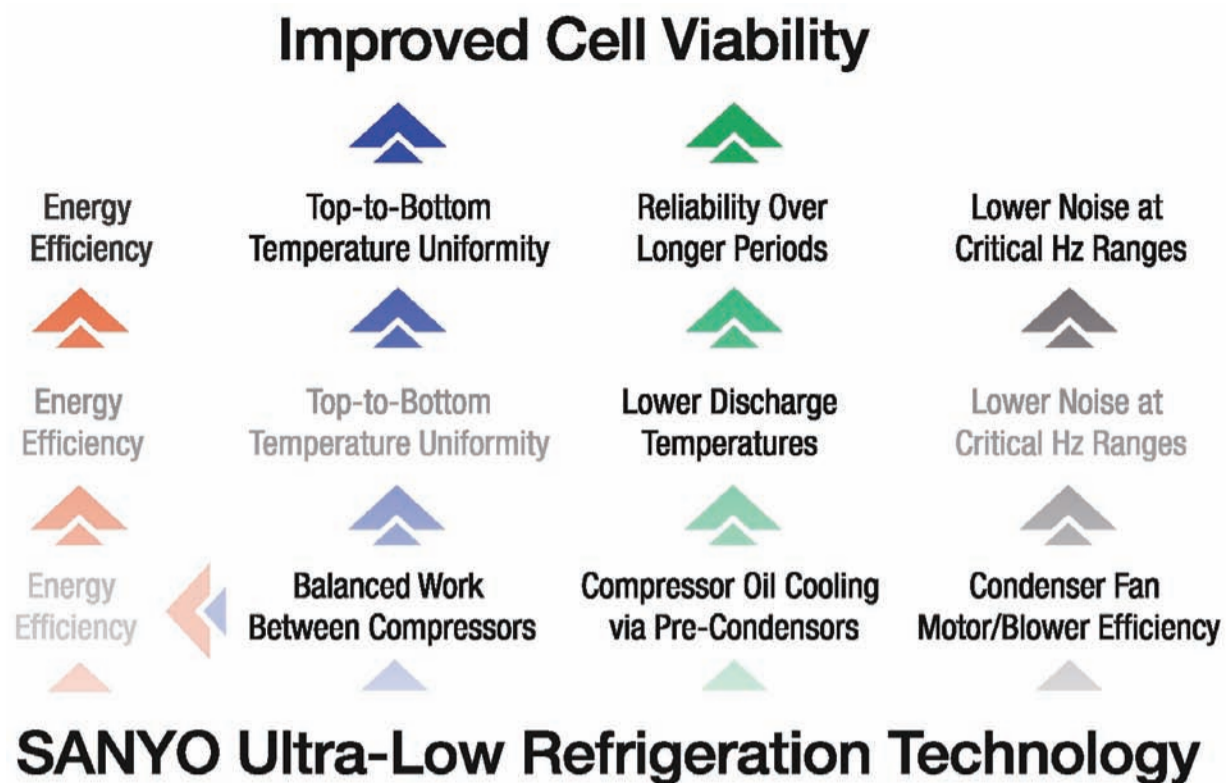 Improved Cell Viability
Energy
Efficiency
Top-to-Bottom
Temperature Uniformity
Reliability Over
Longer Periods
Lower Noise at
Critical Hz Ranges
Energy
Efficiency
Top-to-Bottom
Temperature Uniformity
Lower Discharge
Temperatures
Lower Noise at
Critical Hz Ranges
Energy
Efficiency
Balanced Work
Between Compressors
Compressor Oil Cooling
via Pre-Condensors
Condenser Fan
Motor/Blower Efficiency
SANYO Ultra-Low Refrigeration Technology